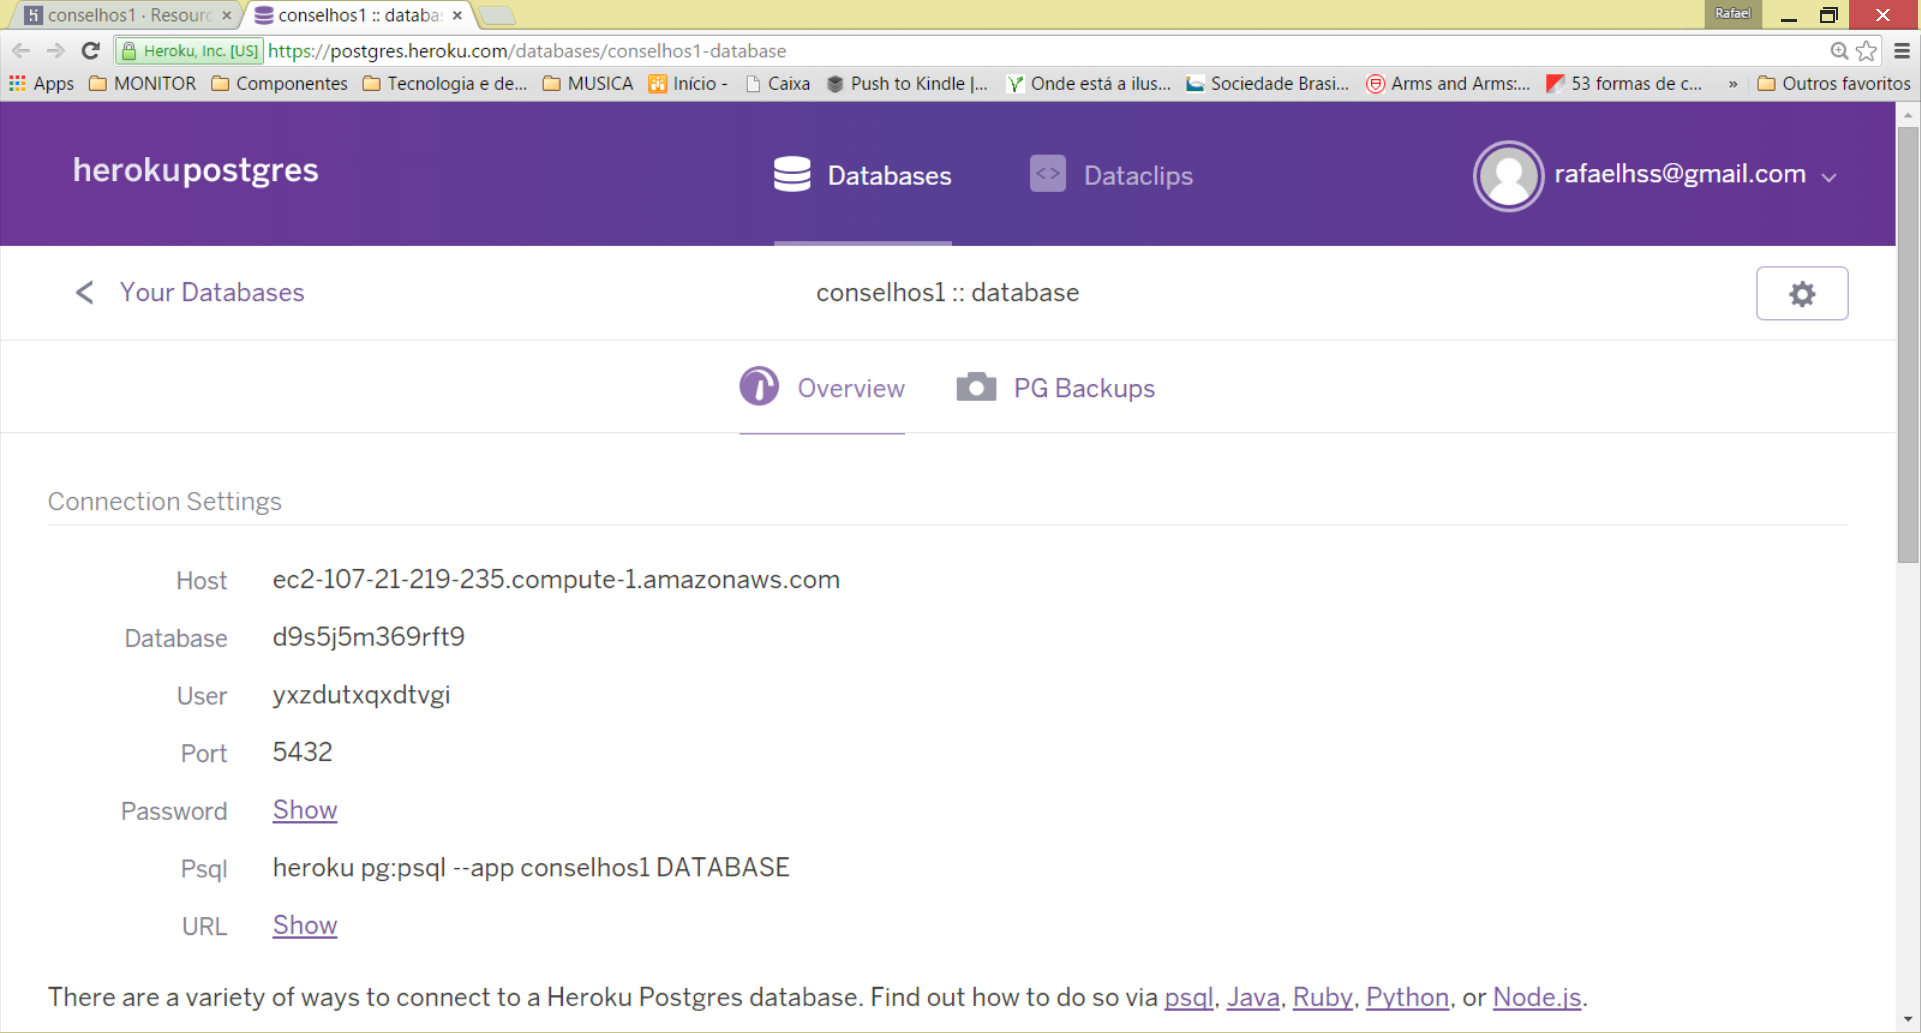 conselhos1 · Resourc
conselhos1 :: databa
Rafael
Heroku, Inc. [US] https://postgres.heroku.com/databases/conselhos1-database
Apps MONITOR Componentes Tecnologia e de... MUSICA Início - Caixa Push to Kindle |... Onde está a ilus... Sociedade Brasi... Arms and Arms:... 53 formas de c... » Outros favoritos
herokupostgres
Databases
<> Dataclips
rafaelhss@gmail.com
Your Databases
conselhos1 :: database
Overview
PG Backups
Connection Settings
Host ec2-107-21-219-235.compute-1.amazonaws.com
Database d9s5j5m369rft9
User yxzdutxqxdtvgi
Port 5432
Password Show
Psql heroku pg:psql --app conselhos1 DATABASE
URL Show
There are a variety of ways to connect to a Heroku Postgres database. Find out how to do so via psql, Java, Ruby, Python, or Node.js.